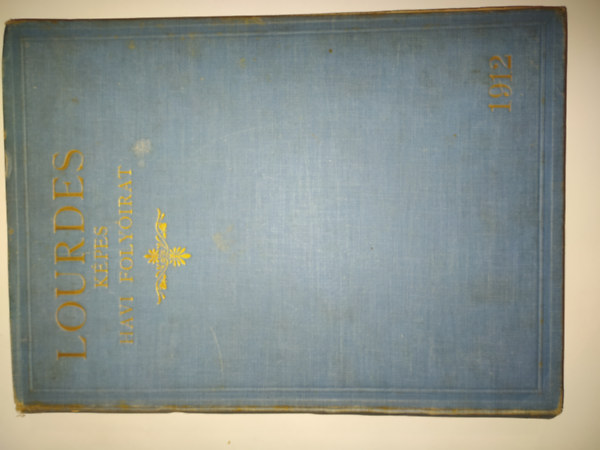 LOURDES
KÉPES
HAVI FOLYÓIRAT
1912